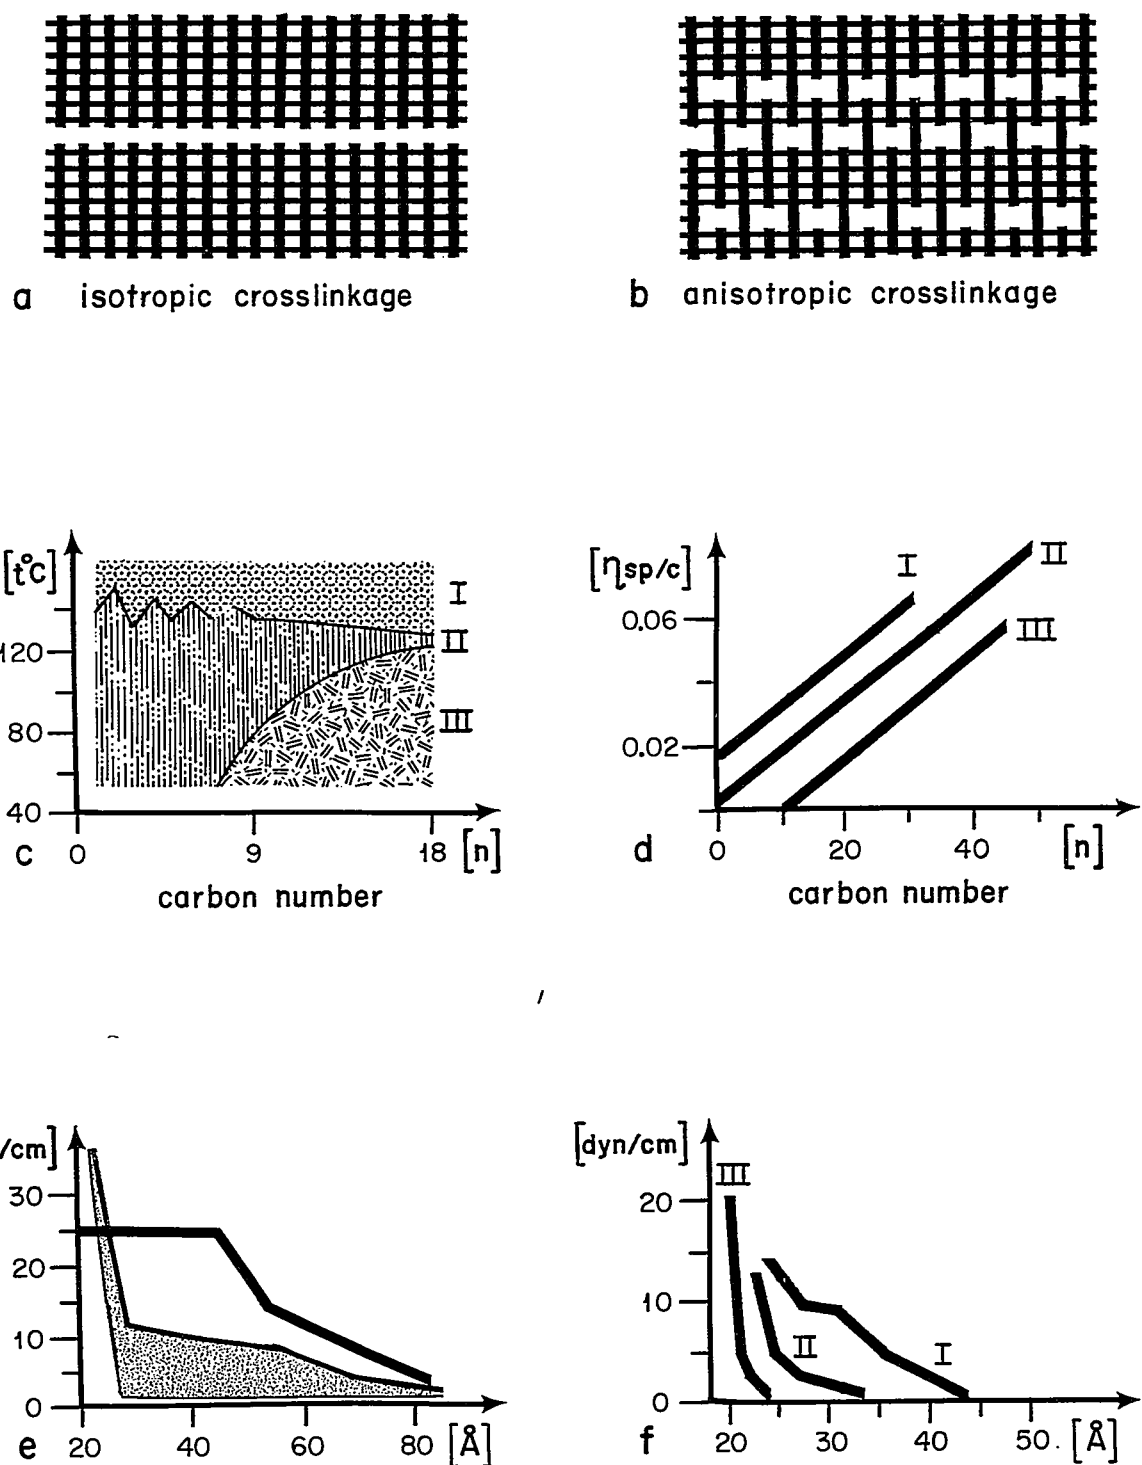 a isotropic crosslinkage
b anisotropic crosslinkage
[t°C]
120
80
40
I
II
III
0 9 18 [n]
c
carbon number
[ηsp/c]
0.06
0.02
I
II
III
0 20 40 [n]
d
carbon number
/cm]
30
20
10
0
20 40 60 80 [Å]
e
[dyn/cm]
20
10
0
III
II
I
20 30 40 50. [Å]
f